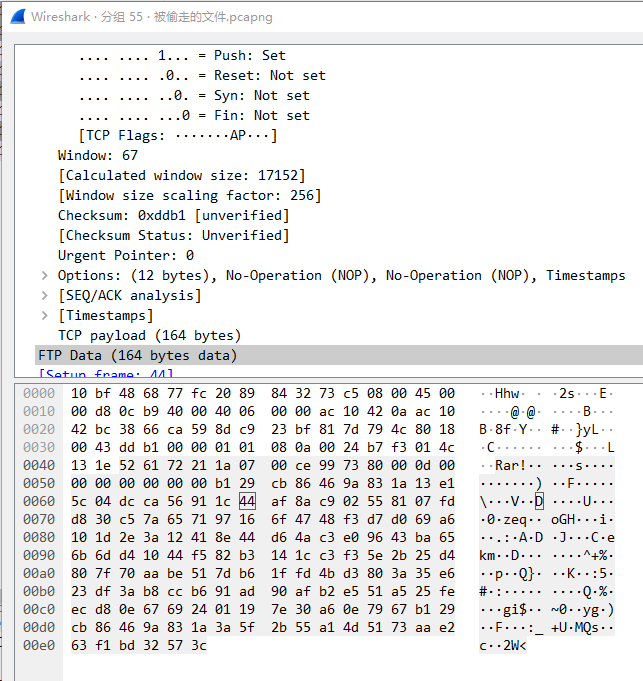 Wireshark · 分组 55 · 被偷走的文件.pcapng
.... .... 1... = Push: Set
.... .... .0.. = Reset: Not set
.... .... ..0. = Syn: Not set
.... .... ...0 = Fin: Not set
[TCP Flags: ·······AP···]
Window: 67
[Calculated window size: 17152]
[Window size scaling factor: 256]
Checksum: 0xddb1 [unverified]
[Checksum Status: Unverified]
Urgent Pointer: 0
Options: (12 bytes), No-Operation (NOP), No-Operation (NOP), Timestamps
[SEQ/ACK analysis]
[Timestamps]
TCP payload (164 bytes)
FTP Data (164 bytes data)
[Setup frame: 44]
0000 10 bf 48 68 77 fc 20 89 84 32 73 c5 08 00 45 00 ··Hhw· · ·2s···E·
0010 00 d8 0c b9 40 00 40 06 00 00 ac 10 42 0a ac 10 ····@·@· ····B···
0020 42 bc 38 66 ca 59 8d c9 23 bf 81 7d 79 4c 80 18 B·8f·Y·· #··}yL··
0030 00 43 dd b1 00 00 01 01 08 0a 00 24 b7 f3 01 4c ·C······ ···$···L
0040 13 1e 52 61 72 21 1a 07 00 ce 99 73 80 00 0d 00 ··Rar!·· ···s····
0050 00 00 00 00 00 00 b1 29 cb 86 46 9a 83 1a 13 e1 ·······) ··F·····
0060 5c 04 dc ca 56 91 1c 44 af 8a c9 02 55 81 07 fd \···V··D ····U···
0070 d8 30 c5 7a 65 71 97 16 6f 47 48 f3 d7 d0 69 a6 ·0·zeq·· oGH···i·
0080 10 1d 2e 3a 12 41 8e 44 d6 4a c3 e0 96 43 ba 65 ··.:·A·D ·J···C·e
0090 6b 6d d4 10 44 f5 82 b3 14 1c c3 f3 5e 2b 25 d4 km··D··· ····^+%·
00a0 80 7f 70 aa be 51 7d b6 1f fd 4b d3 80 3a 35 e6 ··p··Q}· ··K··:5·
00b0 23 df 3a b8 cc b6 91 ad 90 af b2 e5 51 a5 25 fe #·:····· ····Q·%·
00c0 ec d8 0e 67 69 24 01 19 7e 30 a6 0e 79 67 b1 29 ···gi$·· ~0··yg·)
00d0 cb 86 46 9a 83 1a 3a 5f 2b 55 a1 4d 51 73 aa e2 ··F···:_ +U·MQs··
00e0 63 f1 bd 32 57 3c c··2W<